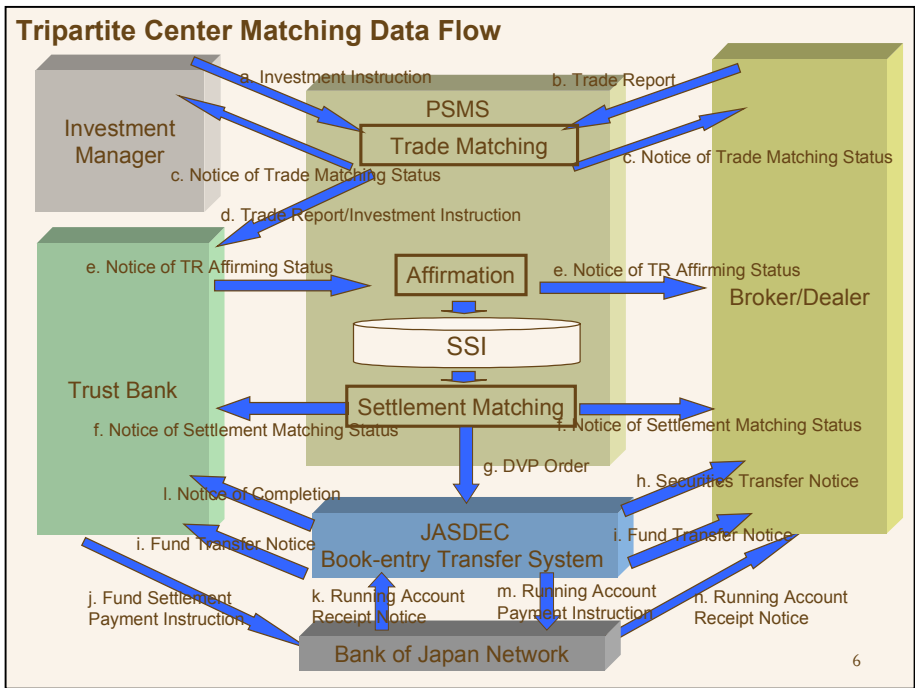 Tripartite Center Matching Data Flow
a. Investment Instruction
b. Trade Report
PSMS
Investment
Manager
Trade Matching
c. Notice of Trade Matching Status
c. Notice of Trade Matching Status
d. Trade Report/Investment Instruction
e. Notice of TR Affirming Status
Affirmation
e. Notice of TR Affirming Status
Broker/Dealer
SSI
Trust Bank
Settlement Matching
f. Notice of Settlement Matching Status
f. Notice of Settlement Matching Status
g. DVP Order
h. Securities Transfer Notice
l. Notice of Completion
JASDEC
Book-entry Transfer System
i. Fund Transfer Notice
i. Fund Transfer Notice
j. Fund Settlement
Payment Instruction
k. Running Account
Receipt Notice
m. Running Account
Payment Instruction
n. Running Account
Receipt Notice
Bank of Japan Network
6